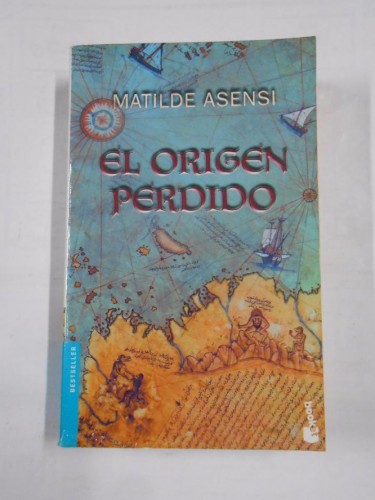 MATILDE ASENSI
EL ORIGEN
PERDIDO
BESTSELLER
booket